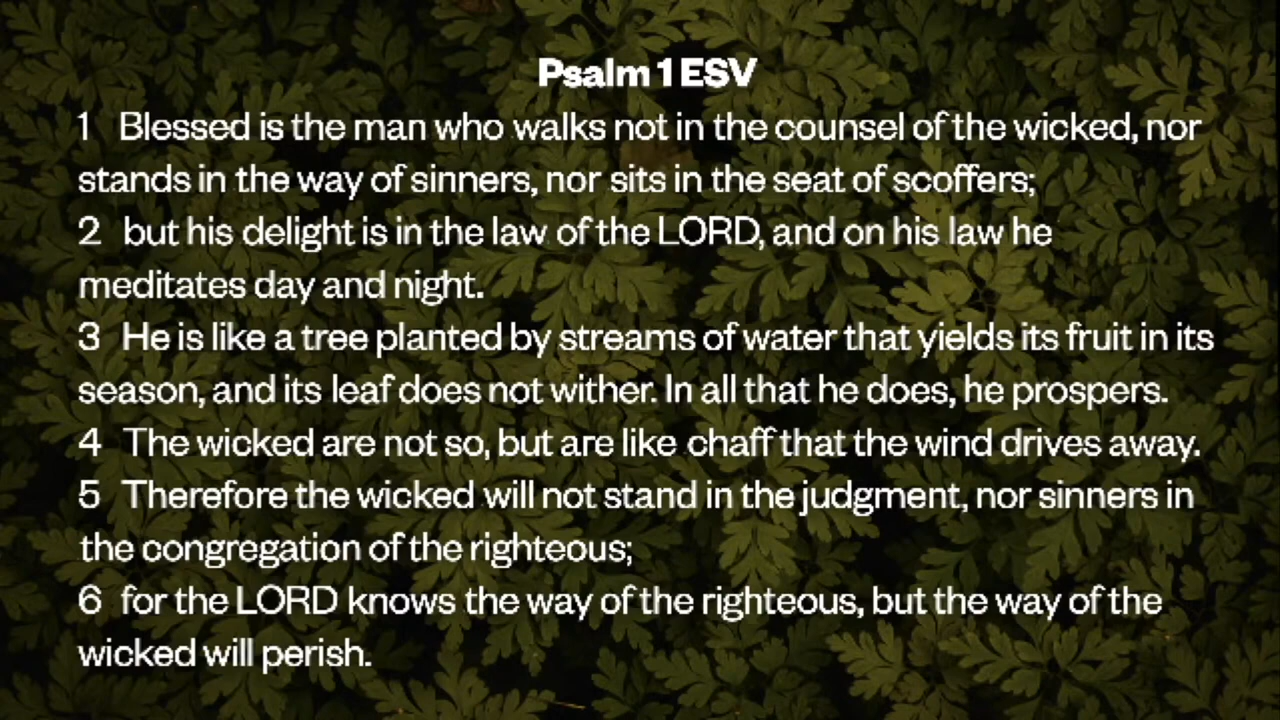 Psalm 1 ESV
1 Blessed is the man who walks not in the counsel of the wicked, nor
stands in the way of sinners, nor sits in the seat of scoffers;
2 but his delight is in the law of the LORD, and on his law he
meditates day and night.
3 He is like a tree planted by streams of water that yields its fruit in its
season, and its leaf does not wither. In all that he does, he prospers.
4 The wicked are not so, but are like chaff that the wind drives away.
5 Therefore the wicked will not stand in the judgment, nor sinners in
the congregation of the righteous;
6 for the LORD knows the way of the righteous, but the way of the
wicked will perish.